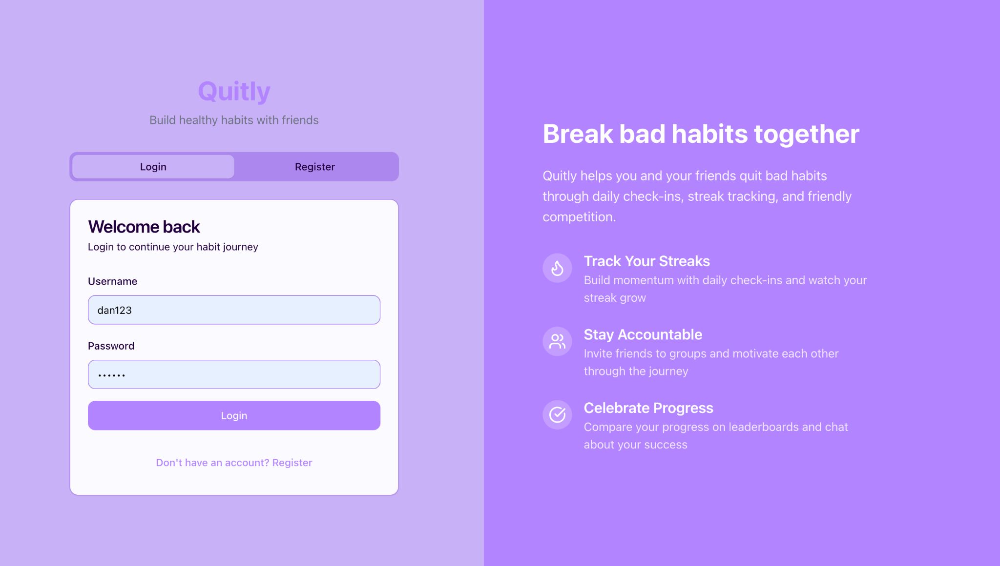 Quitly
Build healthy habits with friends
Login
Register
Welcome back
Login to continue your habit journey
Username
dan123
Password
••••••
Login
Don't have an account? Register
Break bad habits together
Quitly helps you and your friends quit bad habits
through daily check-ins, streak tracking, and friendly
competition.
Track Your Streaks
Build momentum with daily check-ins and watch your
streak grow
Stay Accountable
Invite friends to groups and motivate each other
through the journey
Celebrate Progress
Compare your progress on leaderboards and chat
about your success